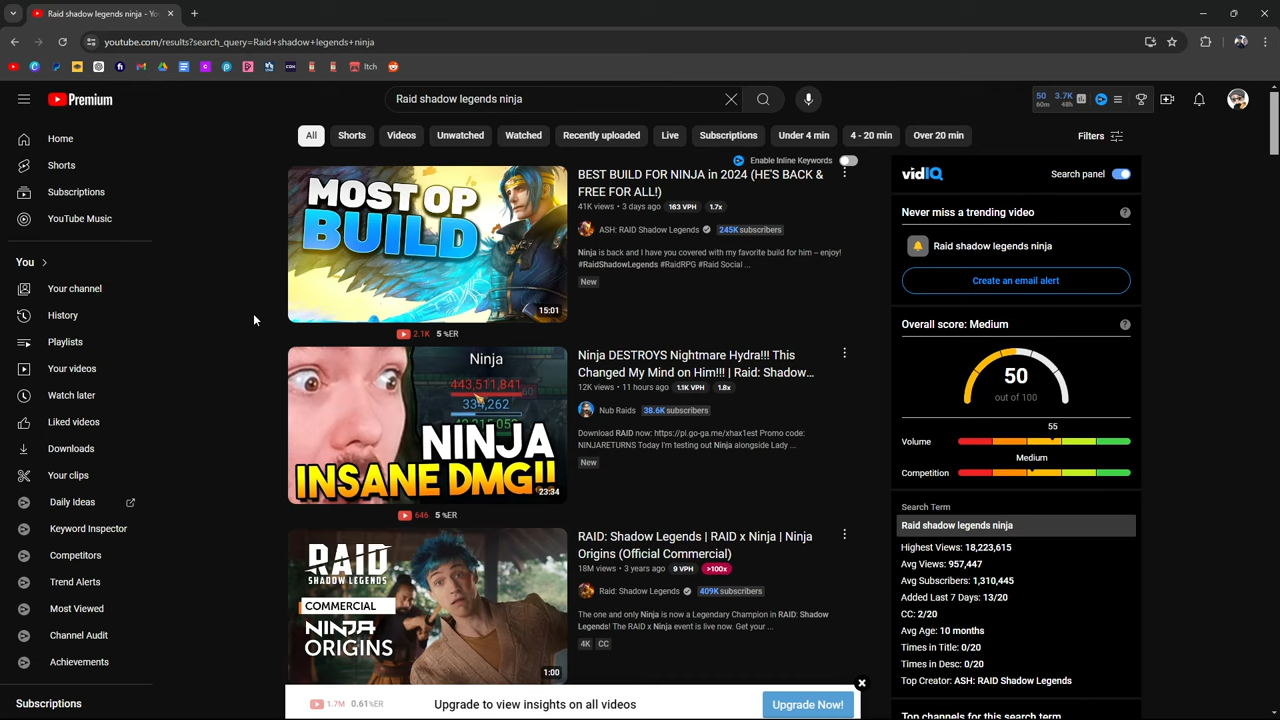 Raid shadow legends ninja - Yo
youtube.com/results?search_query=Raid+shadow+legends+ninja
Itch
Premium
Raid shadow legends ninja
50
60m
3.7K
48h
Home
Shorts
Subscriptions
YouTube Music
You
Your channel
History
Playlists
Your videos
Watch later
Liked videos
Downloads
Your clips
Daily Ideas
Keyword Inspector
Competitors
Trend Alerts
Most Viewed
Channel Audit
Achievements
Subscriptions
All Shorts Videos Unwatched Watched Recently uploaded Live Subscriptions Under 4 min 4 - 20 min Over 20 min
Filters
Enable Inline Keywords
MOST OP
BUILD
15:01
BEST BUILD FOR NINJA in 2024 (HE'S BACK &
FREE FOR ALL!)
41K views • 3 days ago 163 VPH 1.7x
ASH: RAID Shadow Legends 245K subscribers
Ninja is back and I have you covered with my favorite build for him – enjoy!
#RaidShadowLegends #RaidRPG #Raid Social ...
New
2.1K 5 %ER
Ninja
443,511,841
334,262
NINJA
INSANE DMG!!
23:34
Ninja DESTROYS Nightmare Hydra!!! This
Changed My Mind on Him!!! | Raid: Shadow...
12K views • 11 hours ago 1.1K VPH 1.8x
Nub Raids 38.6K subscribers
Download RAID now: https://pl.go-ga.me/xhax1est Promo code:
NINJARETURNS Today I'm testing out Ninja alongside Lady ...
New
646 5 %ER
RAID
SHADOW LEGENDS
COMMERCIAL
NINJA
ORIGINS
1:00
RAID: Shadow Legends | RAID x Ninja | Ninja
Origins (Official Commercial)
18M views • 3 years ago 9 VPH >100x
Raid: Shadow Legends 409K subscribers
The one and only Ninja is now a Legendary Champion in RAID: Shadow
Legends! The RAID x Ninja event is live now. Get your ...
4K CC
1.7M 0.61%ER
Upgrade to view insights on all videos
Upgrade Now!
vidIQ
Search panel
Never miss a trending video
Raid shadow legends ninja
Create an email alert
Overall score: Medium
50
out of 100
55
Volume
Medium
Competition
Search Term
Raid shadow legends ninja
Highest Views: 18,223,615
Avg Views: 957,447
Avg Subscribers: 1,310,445
Added Last 7 Days: 13/20
CC: 2/20
Avg Age: 10 months
Times in Title: 0/20
Times in Desc: 0/20
Top Creator: ASH: RAID Shadow Legends
Top channels for this search term